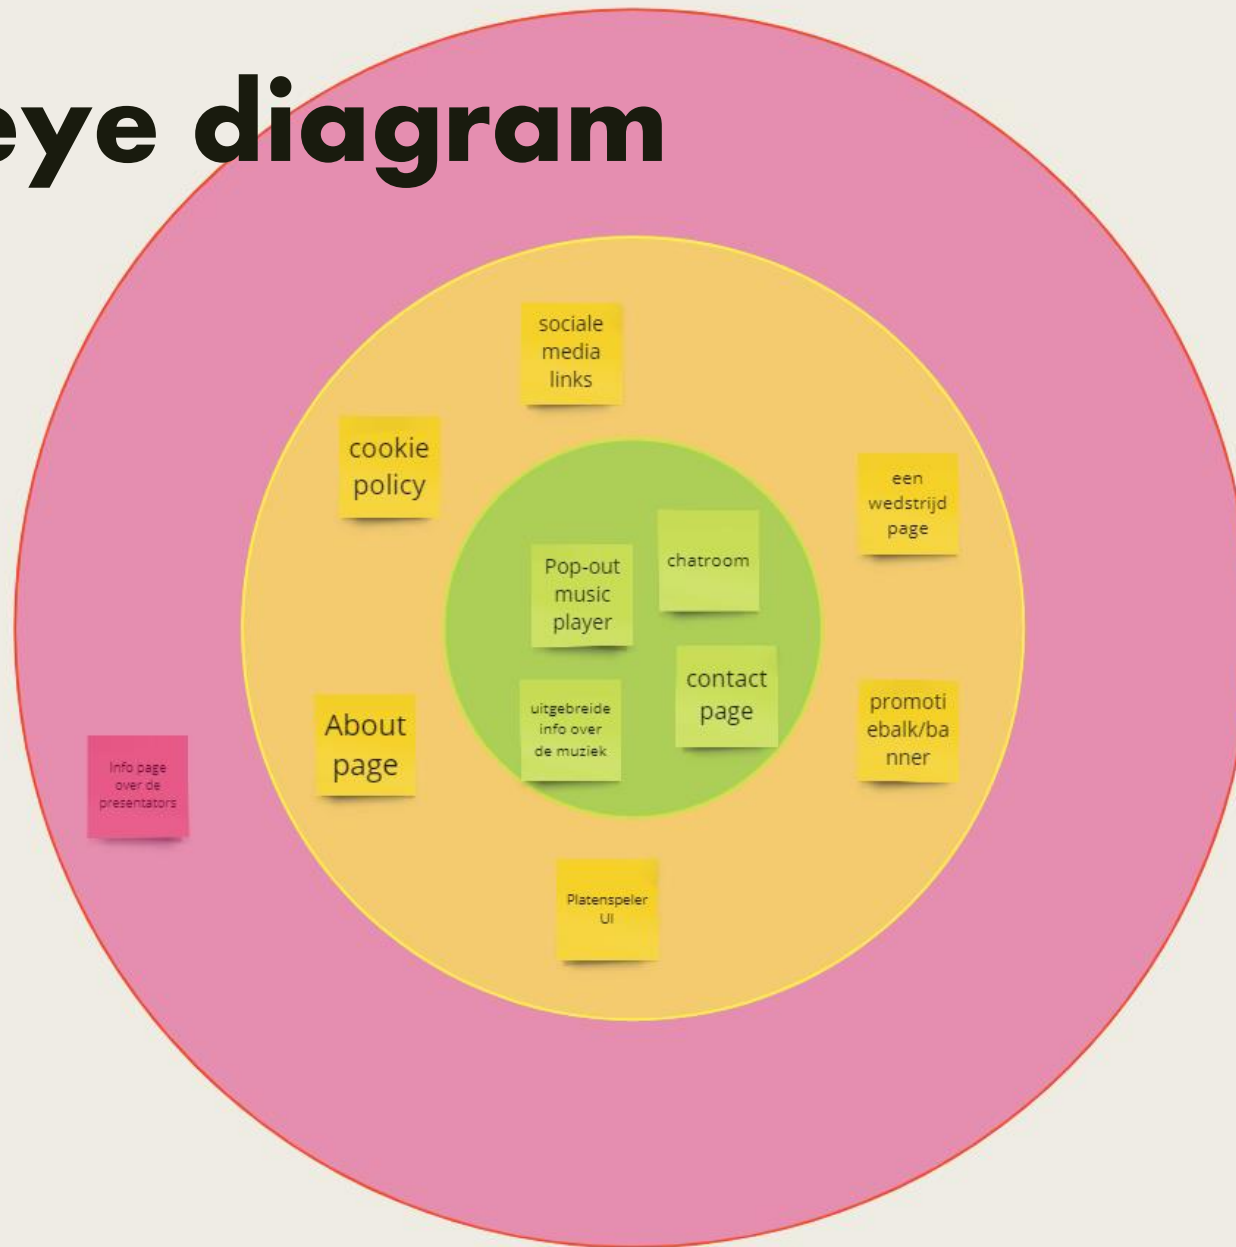 eye diagram
sociale
media
links
cookie
policy
een
wedstrijd
page
chatroom
Pop-out
music
player
contact
page
uitgebreide
info over
de muziek
promoti
ebalk/ba
nner
About
page
Info page
over de
presentators
Platenspeler
UI